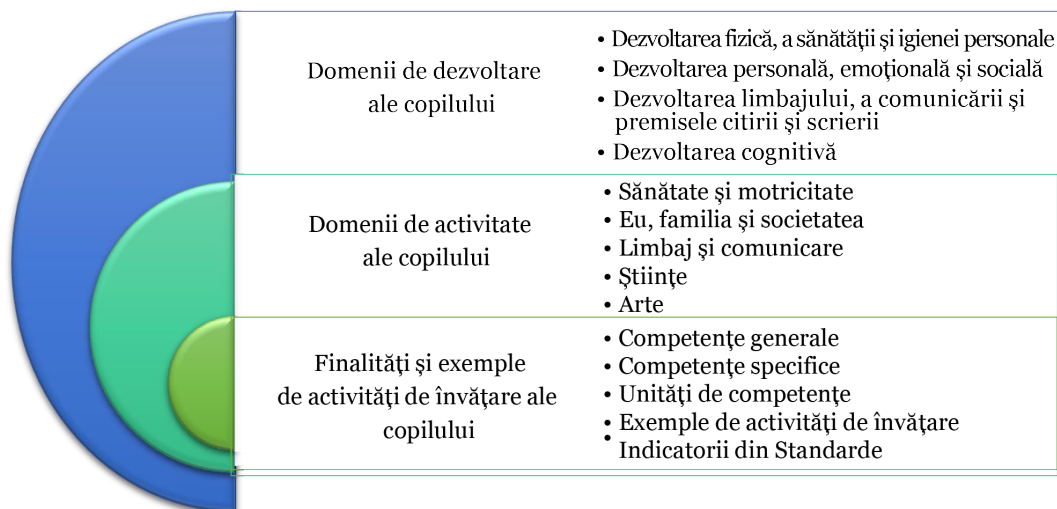 Domenii de dezvoltare
ale copilului
• Dezvoltarea fizică, a sănătății și igienei personale
• Dezvoltarea personală, emoțională și socială
• Dezvoltarea limbajului, a comunicării și
premisele citirii și scrierii
• Dezvoltarea cognitivă
Domenii de activitate
ale copilului
• Sănătate și motricitate
• Eu, familia și societatea
• Limbaj și comunicare
• Științe
• Arte
Finalități și exemple
de activități de învățare ale
copilului
• Competențe generale
• Competențe specifice
• Unități de competențe
• Exemple de activități de învățare
• Indicatorii din Standarde